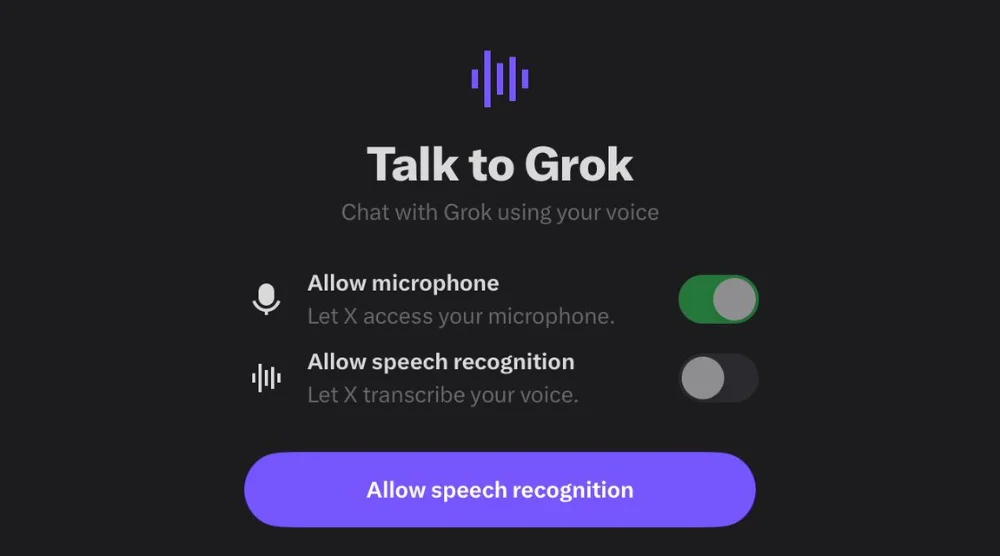 Talk to Grok
Chat with Grok using your voice
Allow microphone
Let X access your microphone.
Allow speech recognition
Let X transcribe your voice.
Allow speech recognition